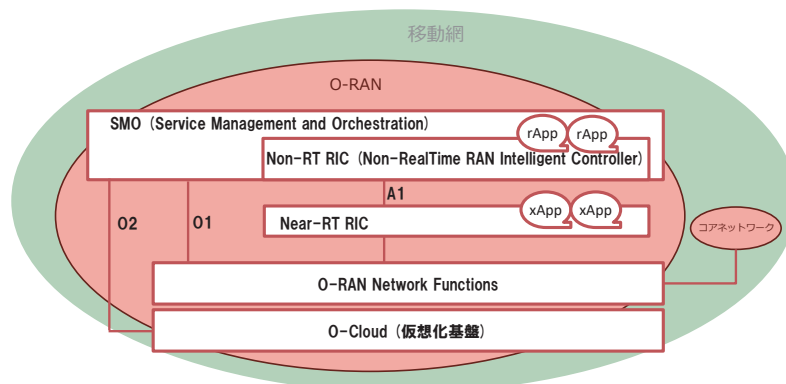 移動網
O-RAN
SMO（Service Management and Orchestration）
rApp
rApp
Non-RT RIC（Non-RealTime RAN Intelligent Controller）
A1
O2
O1
Near-RT RIC
xApp
xApp
コアネットワーク
O-RAN Network Functions
O-Cloud（仮想化基盤）